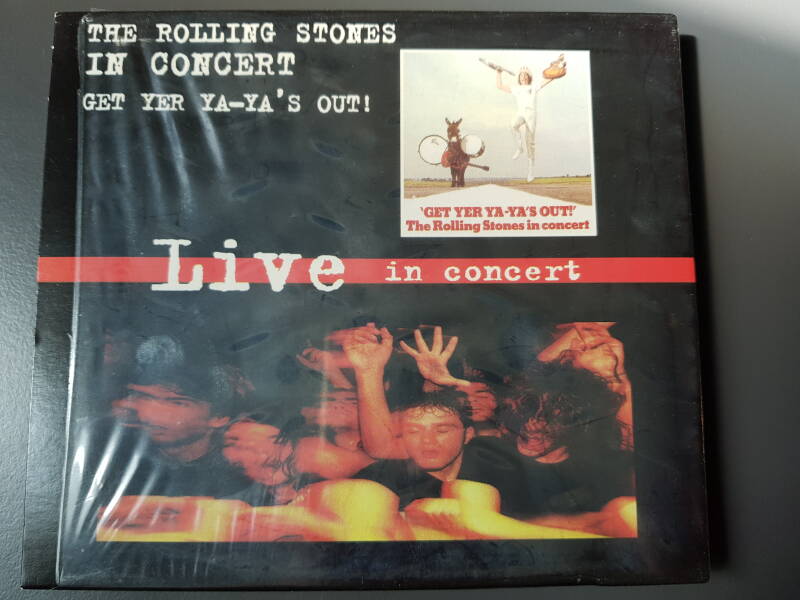 THE ROLLING STONES
IN CONCERT
GET YER YA-YA'S OUT!
'GET YER YA-YA'S OUT!'
The Rolling Stones in concert
Live in concert